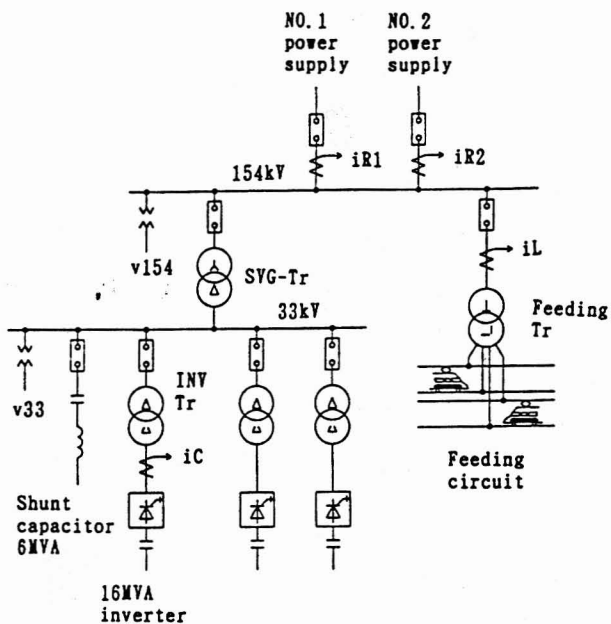 NO. 1
power
supply
NO. 2
power
supply
iR1
iR2
154kV
v154
SVG-Tr
iL
Feeding
Tr
33kV
v33
INV
Tr
iC
Shunt
capacitor
6MVA
16MVA
inverter
Feeding
circuit